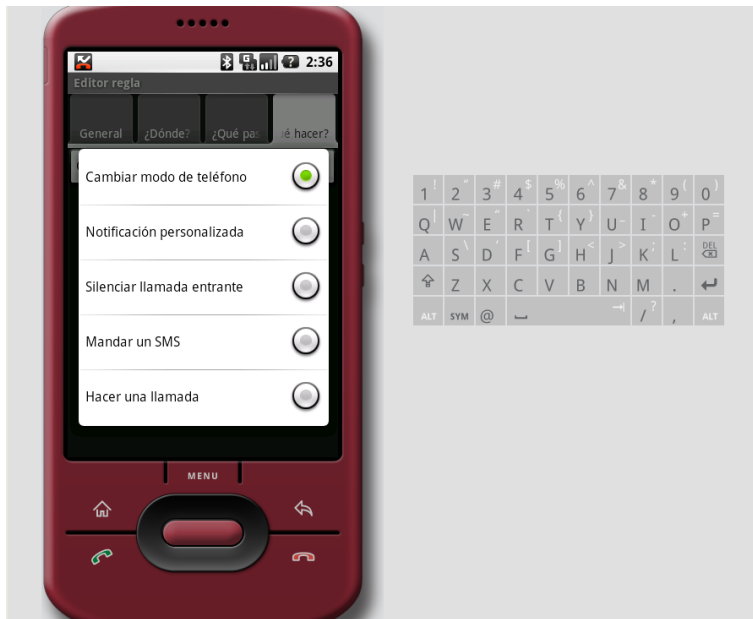 2:36
Editor regla
General ¿Dónde? ¿Qué pas é hacer?
Cambiar modo de teléfono
Notificación personalizada
Silenciar llamada entrante
Mandar un SMS
Hacer una llamada
MENU
1 ! 2 " 3 # 4 $ 5 % 6 ^ 7 & 8 * 9 ( 0 )
Q | W ~ E " R ` T { Y } U _ I - O + P =
A S \ D ' F [ G ] H < J > K ; L : DEL
Z X C V B N M .
ALT SYM @ / ? , ALT